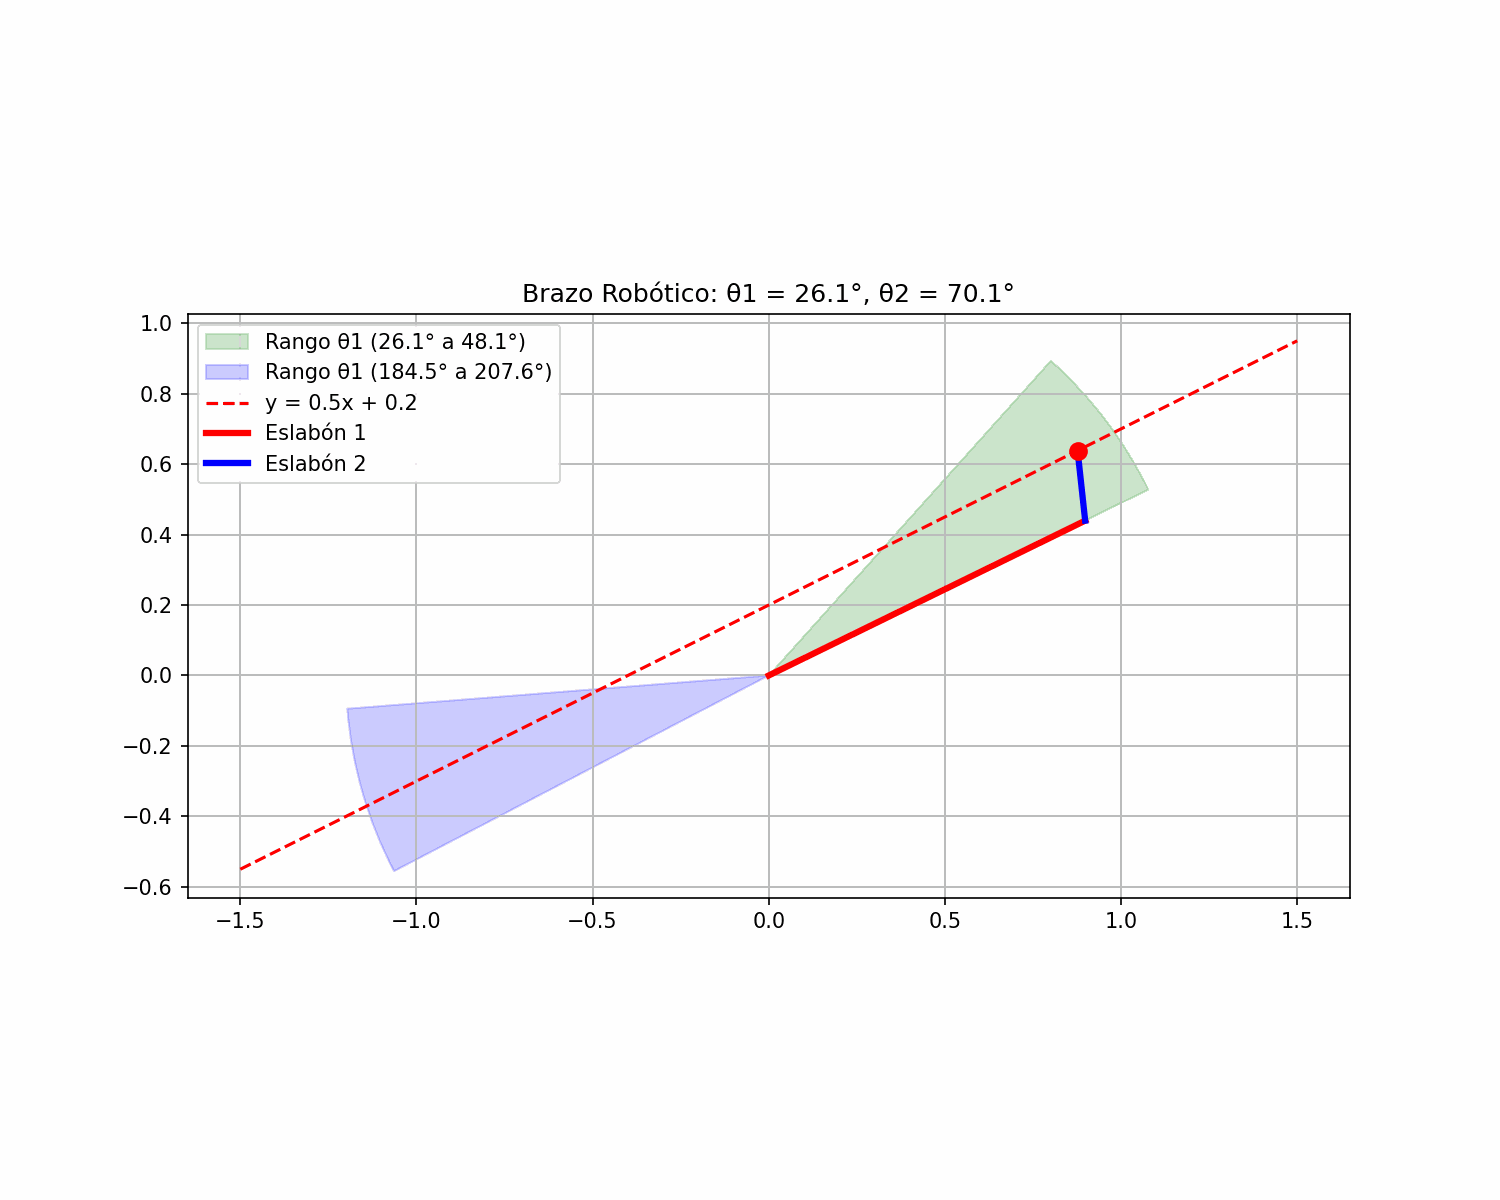 Brazo Robótico: θ1 = 26.1°, θ2 = 70.1°
Rango θ1 (26.1° a 48.1°)
Rango θ1 (184.5° a 207.6°)
y = 0.5x + 0.2
Eslabón 1
Eslabón 2
1.0
0.8
0.6
0.4
0.2
0.0
−0.2
−0.4
−0.6
−1.5 −1.0 −0.5 0.0 0.5 1.0 1.5